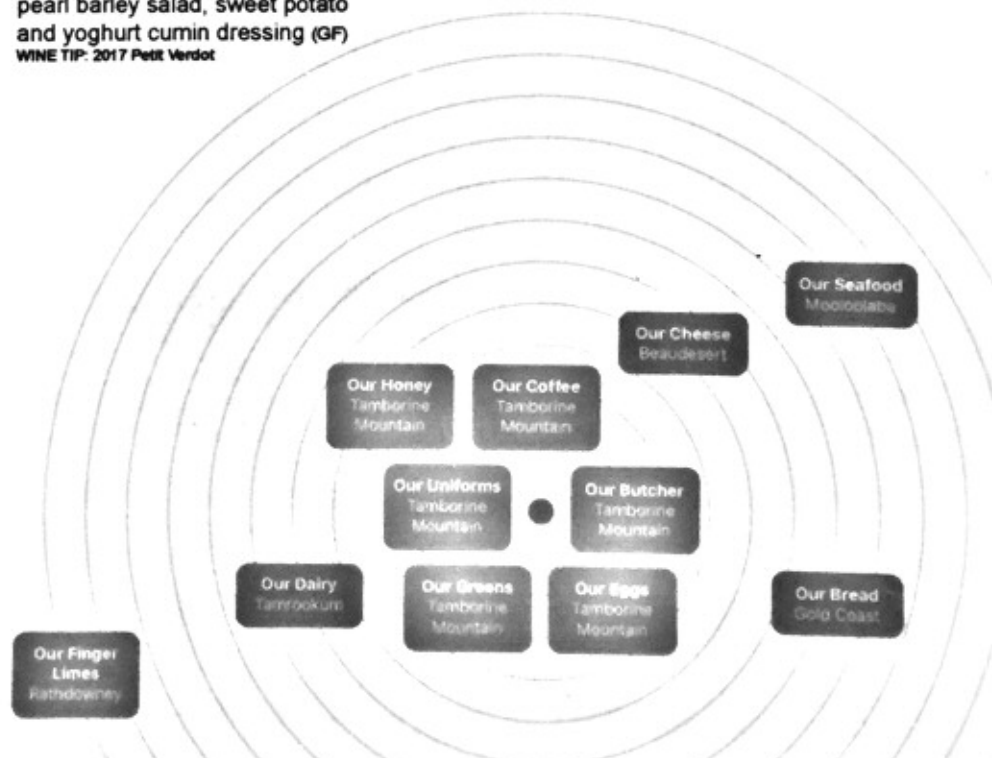 pearl barley salad, sweet potato
and yoghurt cumin dressing (GF)
WINE TIP: 2017 Petit Verdot
Our Seafood
Mooloolaba
Our Cheese
Beaudesert
Our Honey
Tamborine
Mountain
Our Coffee
Tamborine
Mountain
Our Uniforms
Tamborine
Mountain
Our Butcher
Tamborine
Mountain
Our Dairy
Tamrookum
Our Greens
Tamborine
Mountain
Our Eggs
Tamborine
Mountain
Our Bread
Gold Coast
Our Finger
Limes
Rathdowney